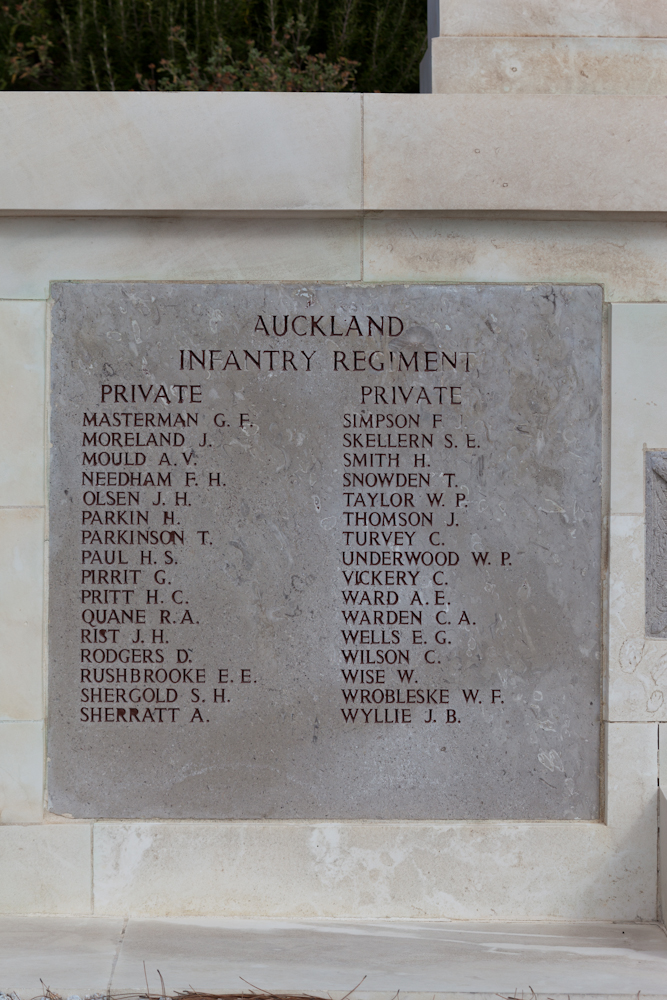 AUCKLAND
INFANTRY REGIMENT
PRIVATE
MASTERMAN G. F.
MORELAND J.
MOULD A. V.
NEEDHAM F. H.
OLSEN J. H.
PARKIN H.
PARKINSON T.
PAUL H. S.
PIRRIT G.
PRITT H. C.
QUANE R. A.
RIST J. H.
RODGERS D.
RUSHBROOKE E. E.
SHERGOLD S. H.
SHERRATT A.
PRIVATE
SIMPSON F. J.
SKELLERN S. E.
SMITH H.
SNOWDEN T.
TAYLOR W. P.
THOMSON J.
TURVEY C.
UNDERWOOD W. P.
VICKERY C.
WARD A. E.
WARDEN C. A.
WELLS E. G.
WILSON C.
WISE W.
WROBLESKE W. F.
WYLLIE J. B.